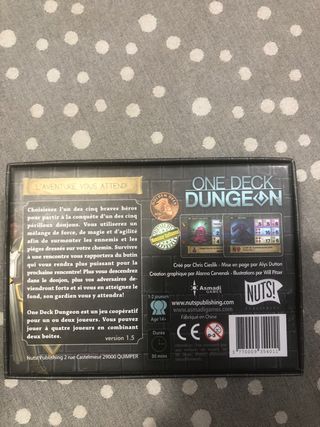 L'AVENTURE VOUS ATTEND!
Choisissez l'un des cinq braves héros
pour partir à la conquête d'un des cinq
périlleux donjons. Vous utiliserez un
mélange de force, de magie et d'agilité
afin de surmonter les ennemis et les
pièges dressés sur votre chemin. Survivre
à une rencontre vous rapportera du butin
qui vous rendra plus puissant pour la
prochaine rencontre! Plus vous descendrez
dans le donjon, plus vos adversaires de-
viendront forts et si vous en atteignez le
fond, son gardien vous y attendra!
One Deck Dungeon est un jeu coopératif
pour un ou deux joueurs. Vous pouvez
jouer à quatre joueurs en combinant
deux boîtes.
version 1.5
Nuts! Publishing 2 rue Castelmeur 29000 QUIMPER
ONE DECK
DUNGEON
Créé par Chris Cieslik - Mise en page par Alys Dutton
Création graphique par Alanna Cervenak - Illustrations par Will Pitzer
1-2 joueurs
Age 14+
Durée
30 mins
Asmadi
GAMES
www.nutspublishing.com
www.asmadigames.com
Fabriqué en Chine
NUTS!
PUBLISHING